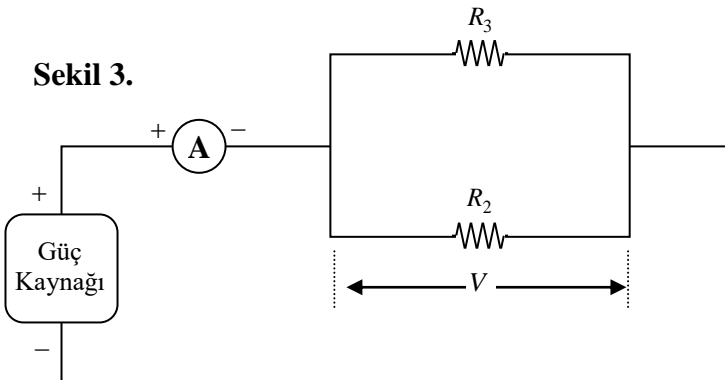 R3
Sekil 3.
+ A −
+
R2
Güç
Kaynağı
V
−